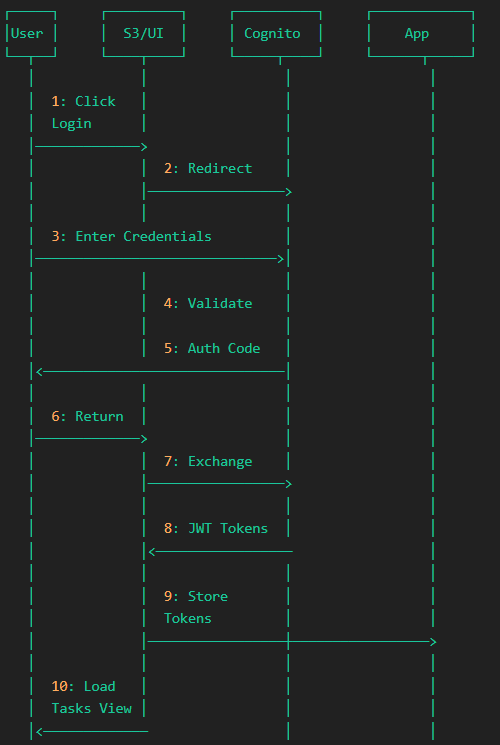 User S3/UI Cognito App
1: Click
Login
2: Redirect
3: Enter Credentials
4: Validate
5: Auth Code
6: Return
7: Exchange
8: JWT Tokens
9: Store
Tokens
10: Load
Tasks View